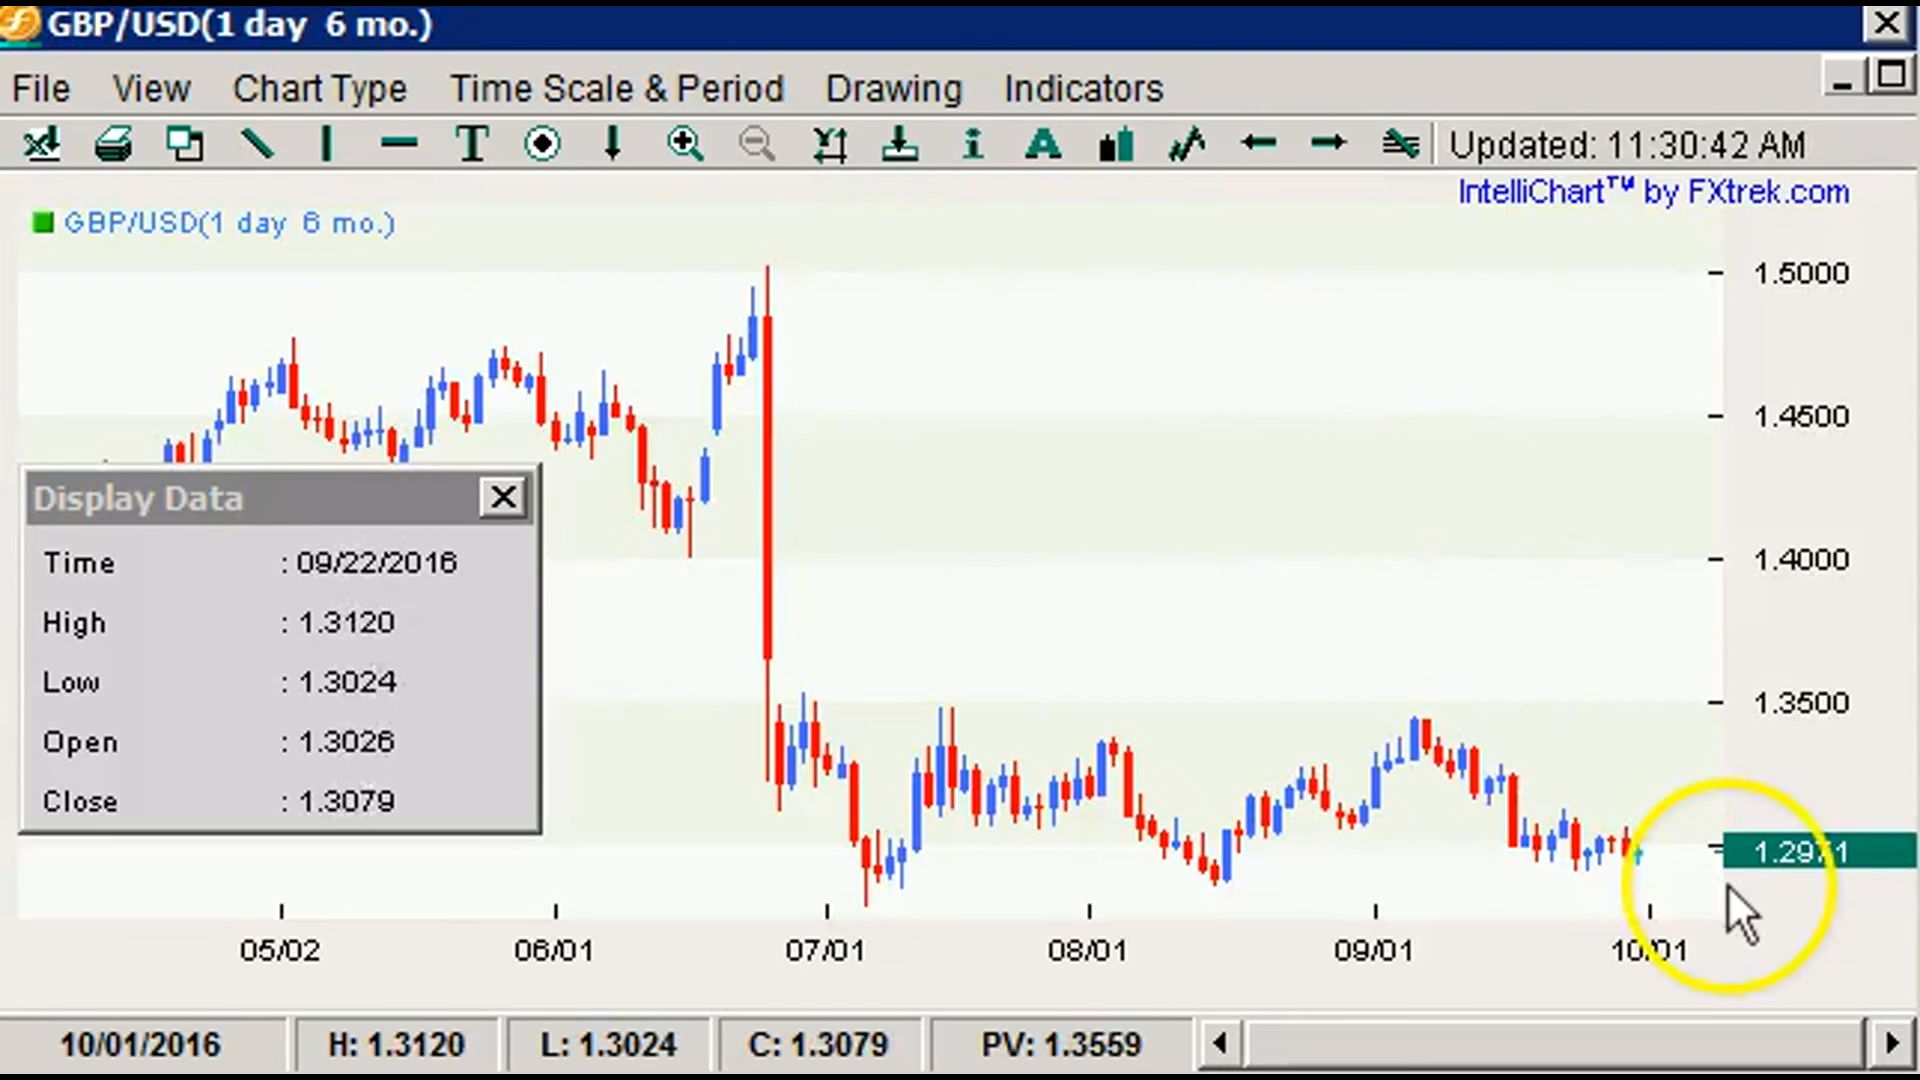 GBP/USD(1 day 6 mo.)
File View Chart Type Time Scale & Period Drawing Indicators
Updated: 11:30:42 AM
IntelliChart™ by FXtrek.com
GBP/USD(1 day 6 mo.)
1.5000
1.4500
1.4000
1.3500
1.2971
Display Data
Time : 09/22/2016
High : 1.3120
Low : 1.3024
Open : 1.3026
Close : 1.3079
05/02 06/01 07/01 08/01 09/01 10/01
10/01/2016 H: 1.3120 L: 1.3024 C: 1.3079 PV: 1.3559